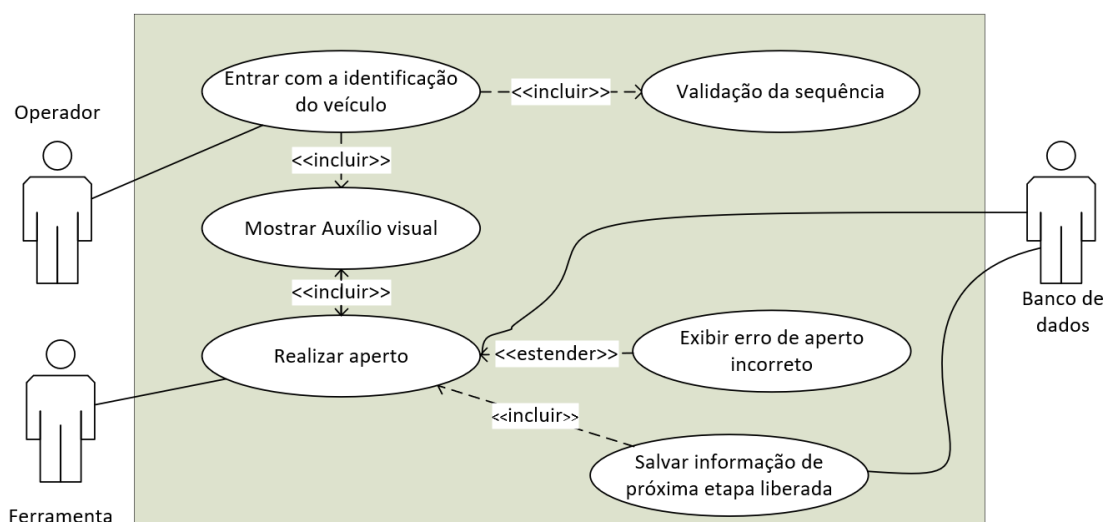 Entrar com a identificação
do veículo
<<incluir>>
Validação da sequência
Operador
<<incluir>>
Mostrar Auxílio visual
<<incluir>>
Banco de
dados
Realizar aperto
<<estender>>
Exibir erro de aperto
incorreto
<<incluir>>
Salvar informação de
próxima etapa liberada
Ferramenta